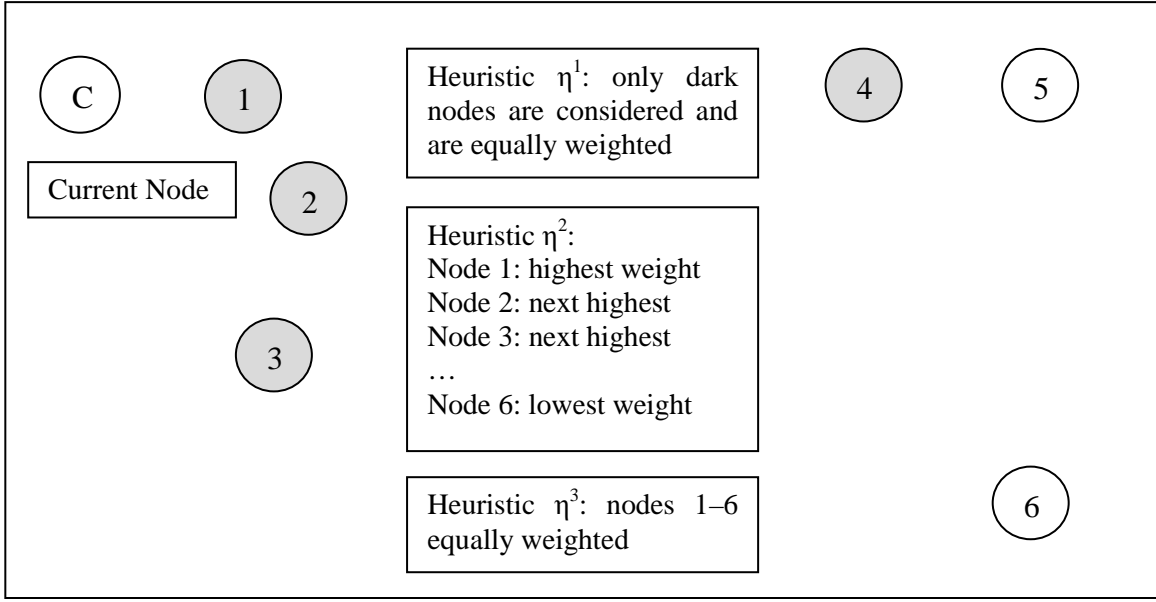 C
1
Current Node
2
3
Heuristic η¹: only dark
nodes are considered and
are equally weighted
Heuristic η²:
Node 1: highest weight
Node 2: next highest
Node 3: next highest
…
Node 6: lowest weight
Heuristic η³: nodes 1–6
equally weighted
4
5
6